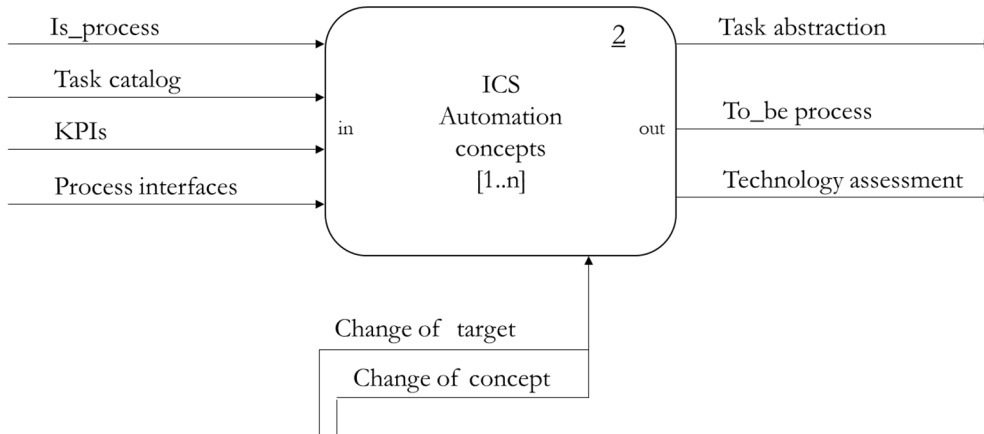 Is_process
Task catalog
KPIs
Process interfaces
in
2
ICS
Automation
concepts
[1..n]
out
Task abstraction
To_be process
Technology assessment
Change of target
Change of concept